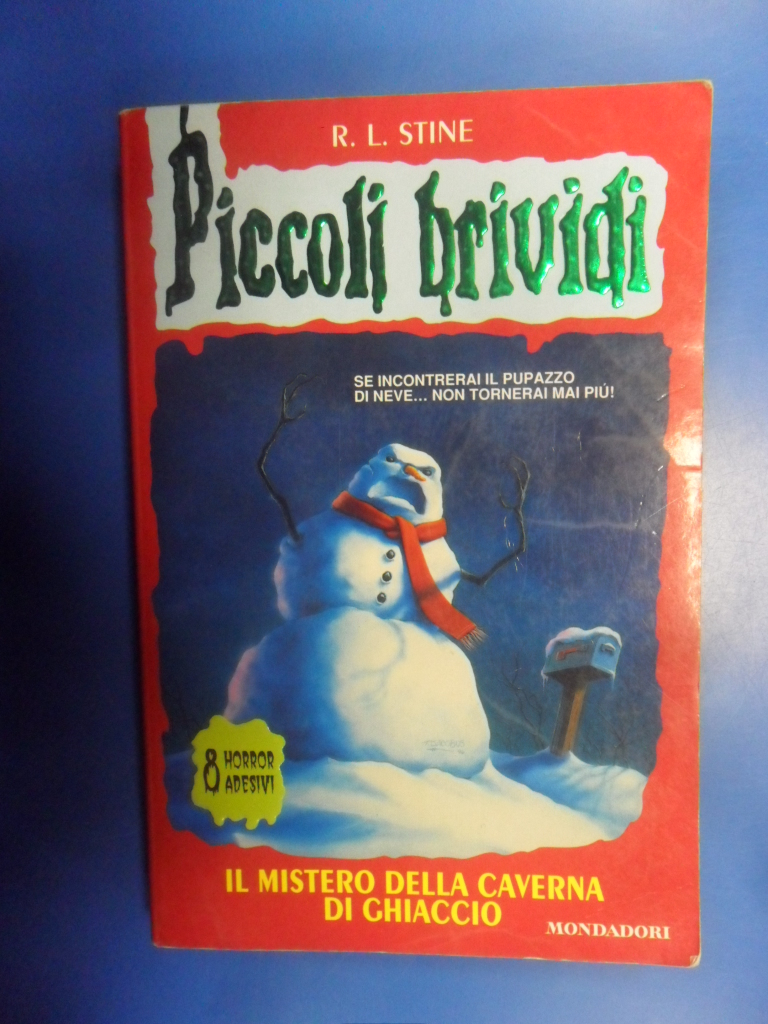 R. L. STINE
Piccoli brividi
SE INCONTRERAI IL PUPAZZO
DI NEVE... NON TORNERAI MAI PIÚ!
8 HORROR
ADESIVI
IL MISTERO DELLA CAVERNA
DI GHIACCIO
MONDADORI